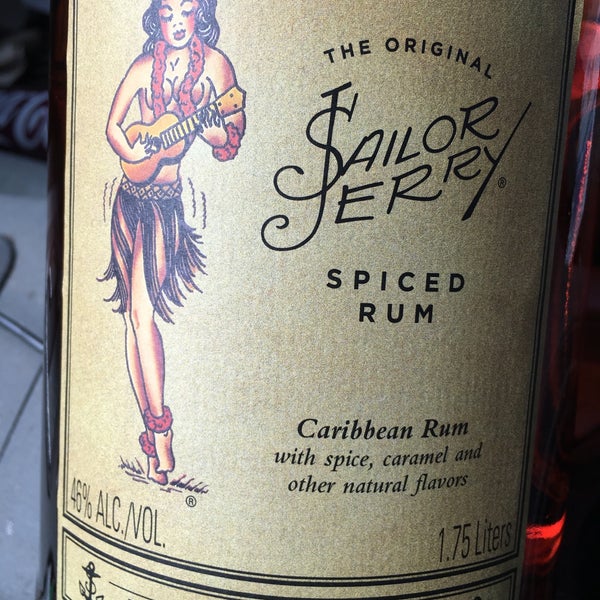 THE ORIGINAL
SAILOR
JERRY®
SPICED
RUM
Caribbean Rum
with spice, caramel and
other natural flavors
®
46% ALC./VOL.
1.75 Liters